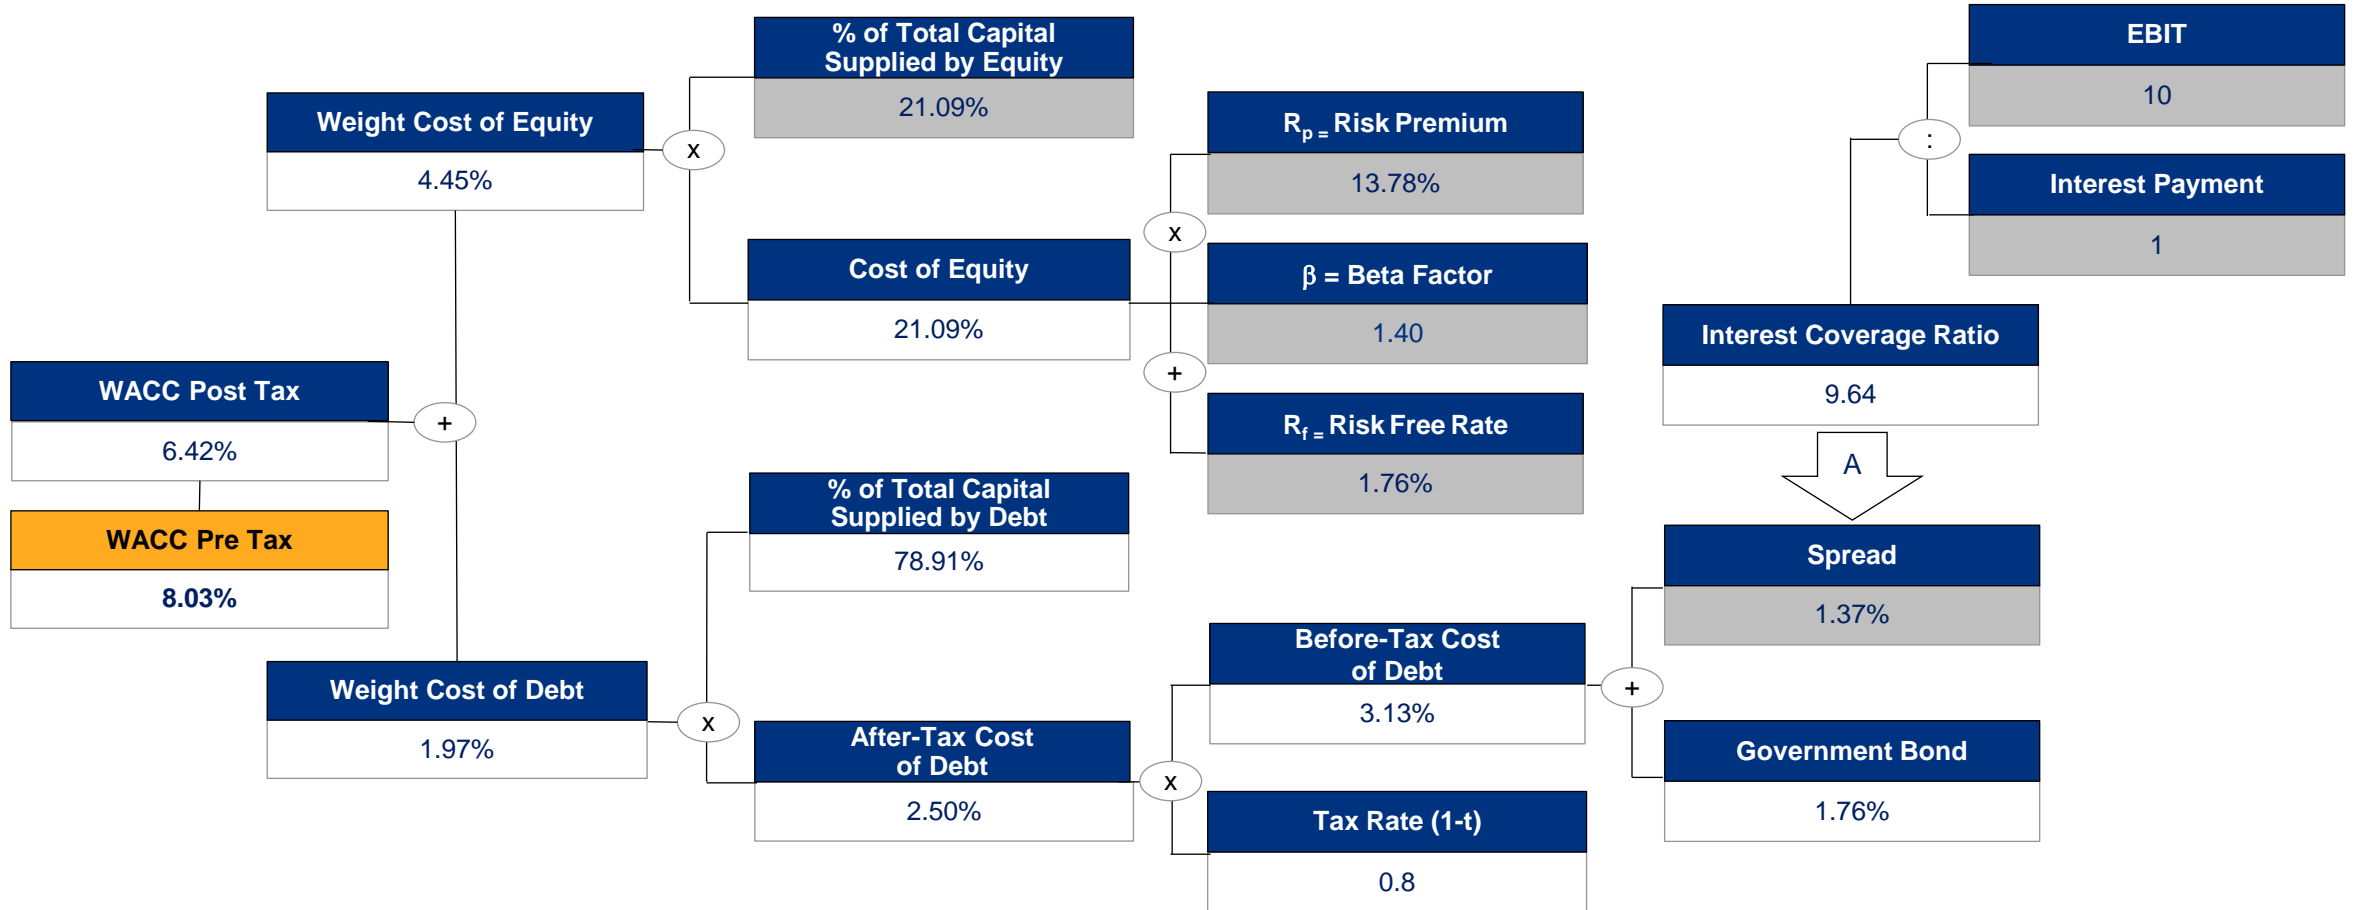 % of Total Capital
Supplied by Equity
21.09%
EBIT
10
Weight Cost of Equity
4.45%
x
Rp = Risk Premium
13.78%
:
Interest Payment
1
x
Cost of Equity
21.09%
β = Beta Factor
1.40
Interest Coverage Ratio
9.64
WACC Post Tax
6.42%
+
+
Rf = Risk Free Rate
1.76%
A
% of Total Capital
Supplied by Debt
78.91%
WACC Pre Tax
8.03%
Spread
1.37%
Before-Tax Cost
of Debt
3.13%
+
Weight Cost of Debt
1.97%
x
After-Tax Cost
of Debt
2.50%
x
Government Bond
1.76%
Tax Rate (1-t)
0.8